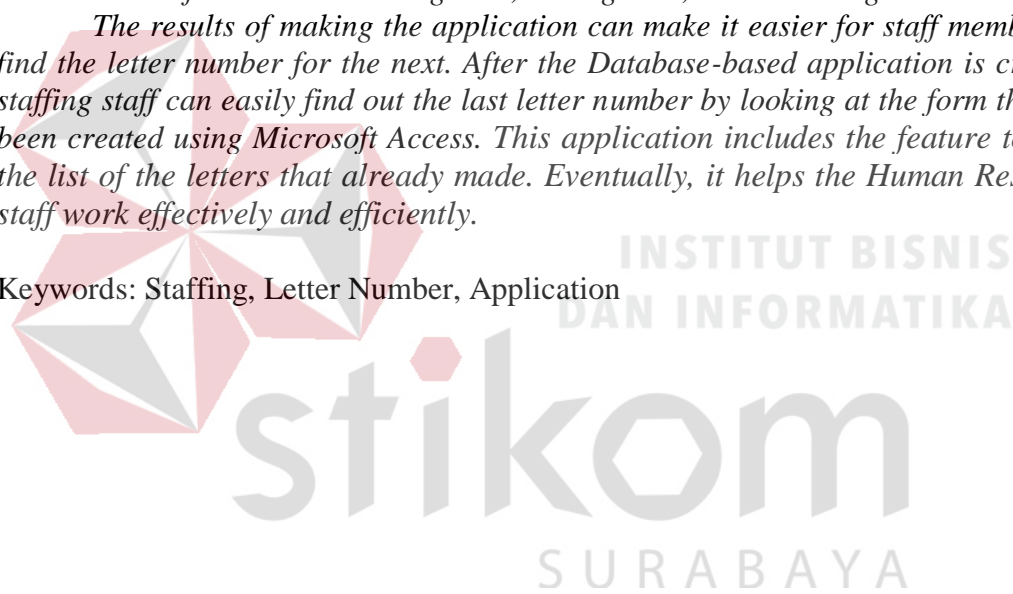 The results of making the application can make it easier for staff memb
find the letter number for the next. After the Database-based application is c
staffing staff can easily find out the last letter number by looking at the form th
been created using Microsoft Access. This application includes the feature t
the list of the letters that already made. Eventually, it helps the Human Res
staff work effectively and efficiently.
Keywords: Staffing, Letter Number, Application
INSTITUT BISNIS
DAN INFORMATIKA
stikom
SURABAYA